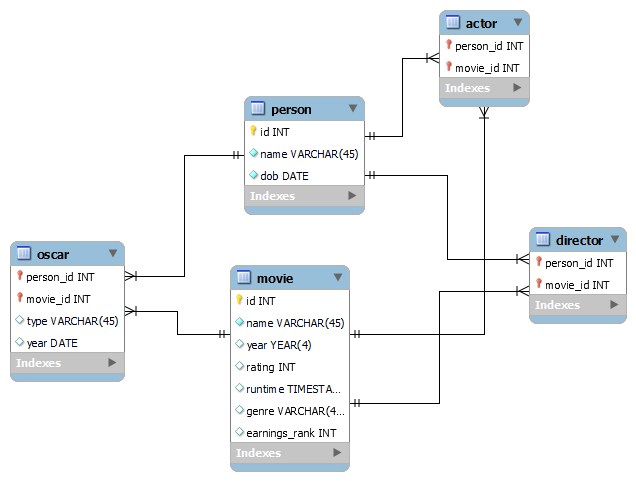 actor
person_id INT
movie_id INT
Indexes
person
id INT
name VARCHAR(45)
dob DATE
Indexes
director
person_id INT
movie_id INT
Indexes
oscar
person_id INT
movie_id INT
type VARCHAR(45)
year DATE
Indexes
movie
id INT
name VARCHAR(45)
year YEAR(4)
rating INT
runtime TIMESTA...
genre VARCHAR(4...
earnings_rank INT
Indexes